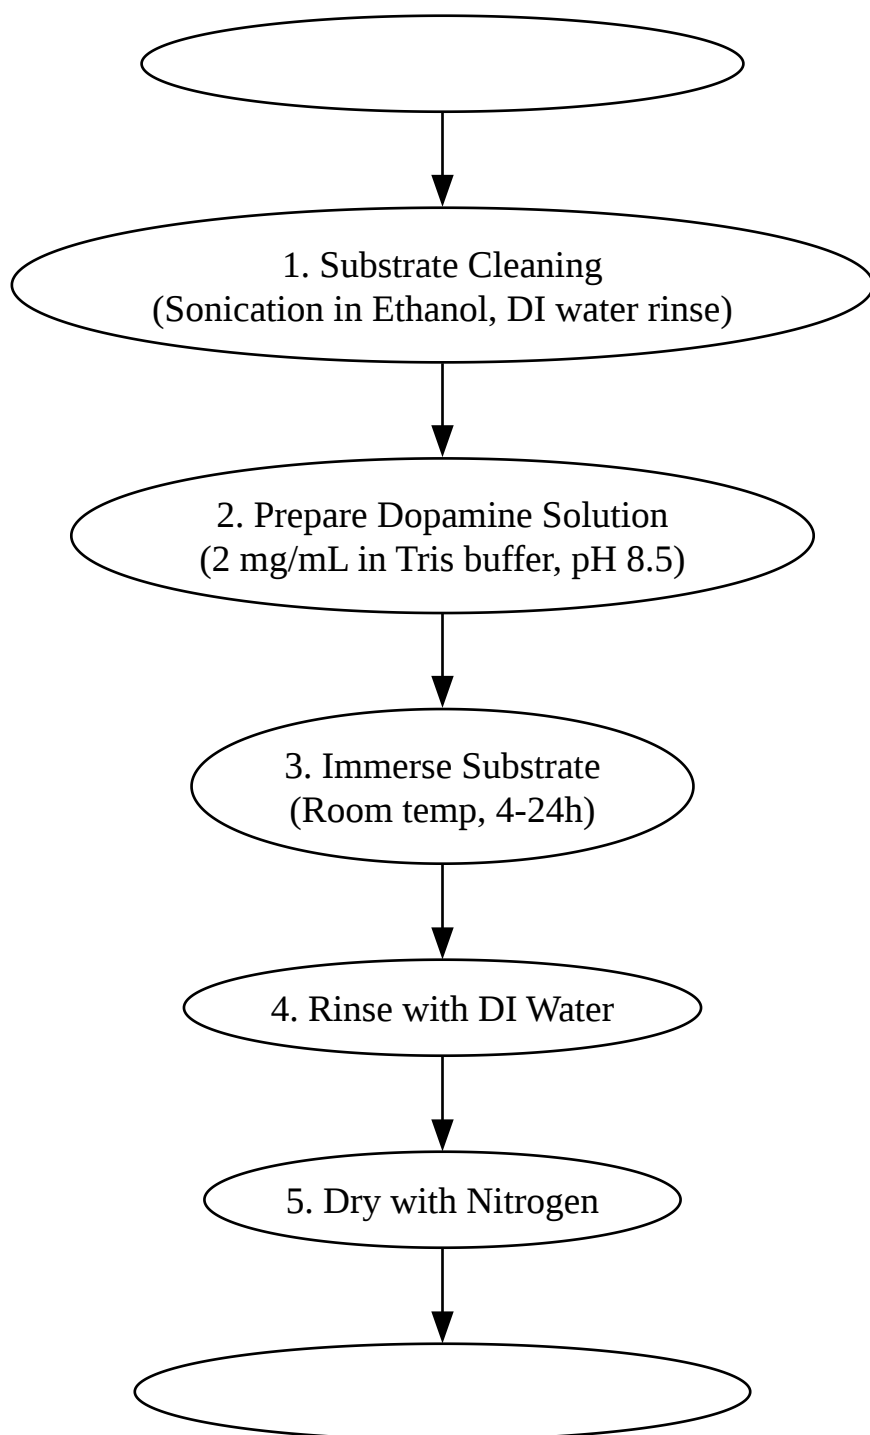 1. Substrate Cleaning
(Sonication in Ethanol, DI water rinse)
2. Prepare Dopamine Solution
(2 mg/mL in Tris buffer, pH 8.5)
3. Immerse Substrate
(Room temp, 4-24h)
4. Rinse with DI Water
5. Dry with Nitrogen